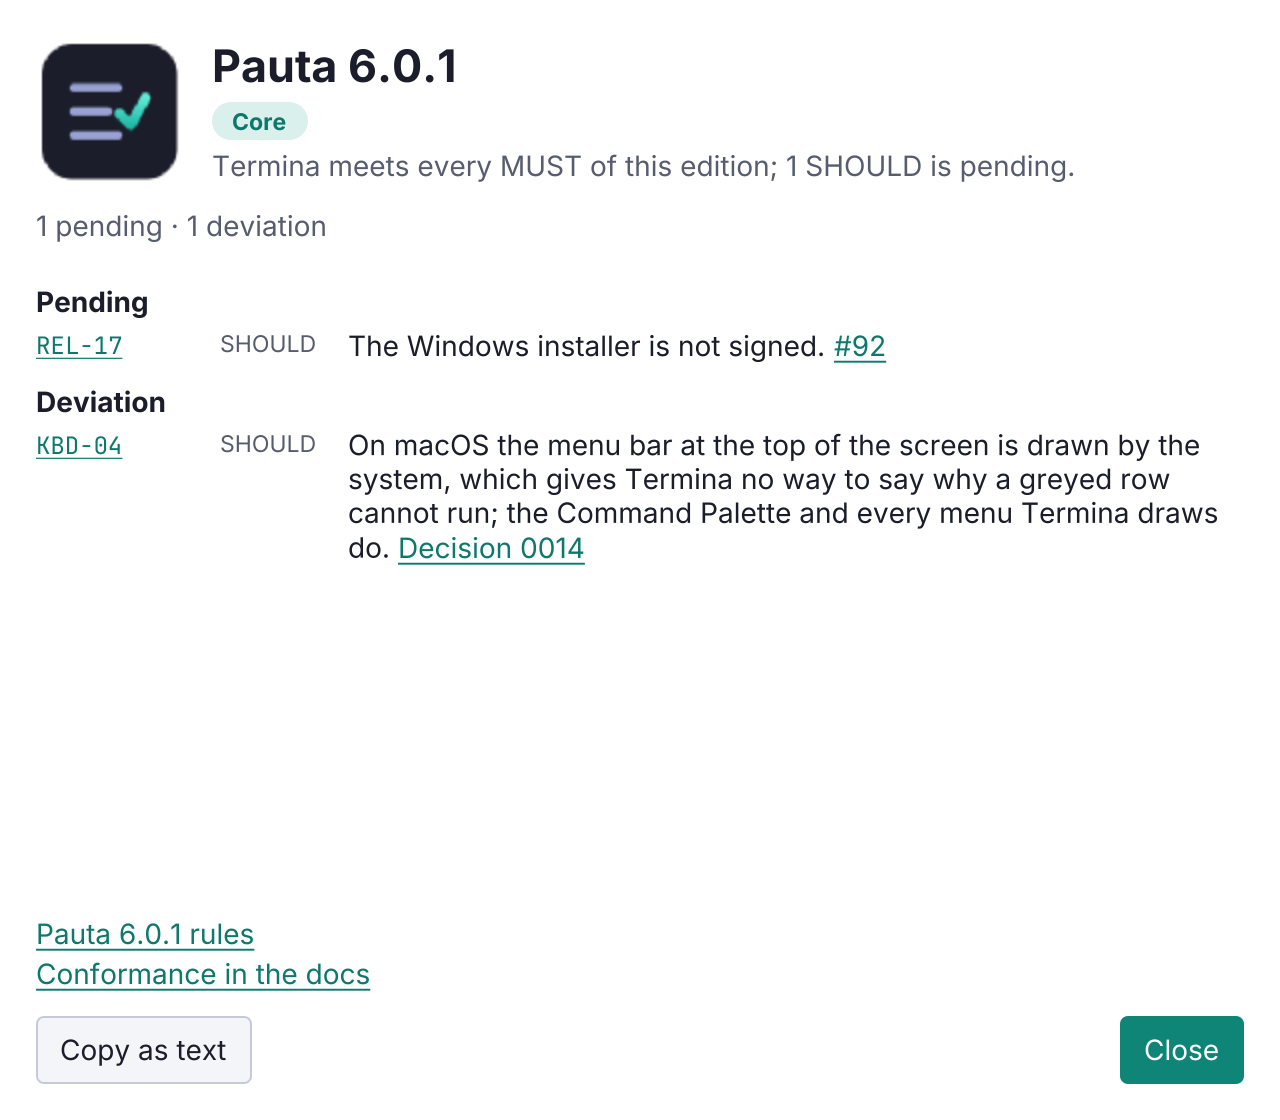 Pauta 6.0.1
Core
Termina meets every MUST of this edition; 1 SHOULD is pending.
1 pending · 1 deviation
Pending
REL-17 SHOULD The Windows installer is not signed. #92
Deviation
KBD-04 SHOULD On macOS the menu bar at the top of the screen is drawn by the
system, which gives Termina no way to say why a greyed row
cannot run; the Command Palette and every menu Termina draws
do. Decision 0014
Pauta 6.0.1 rules
Conformance in the docs
Copy as text Close